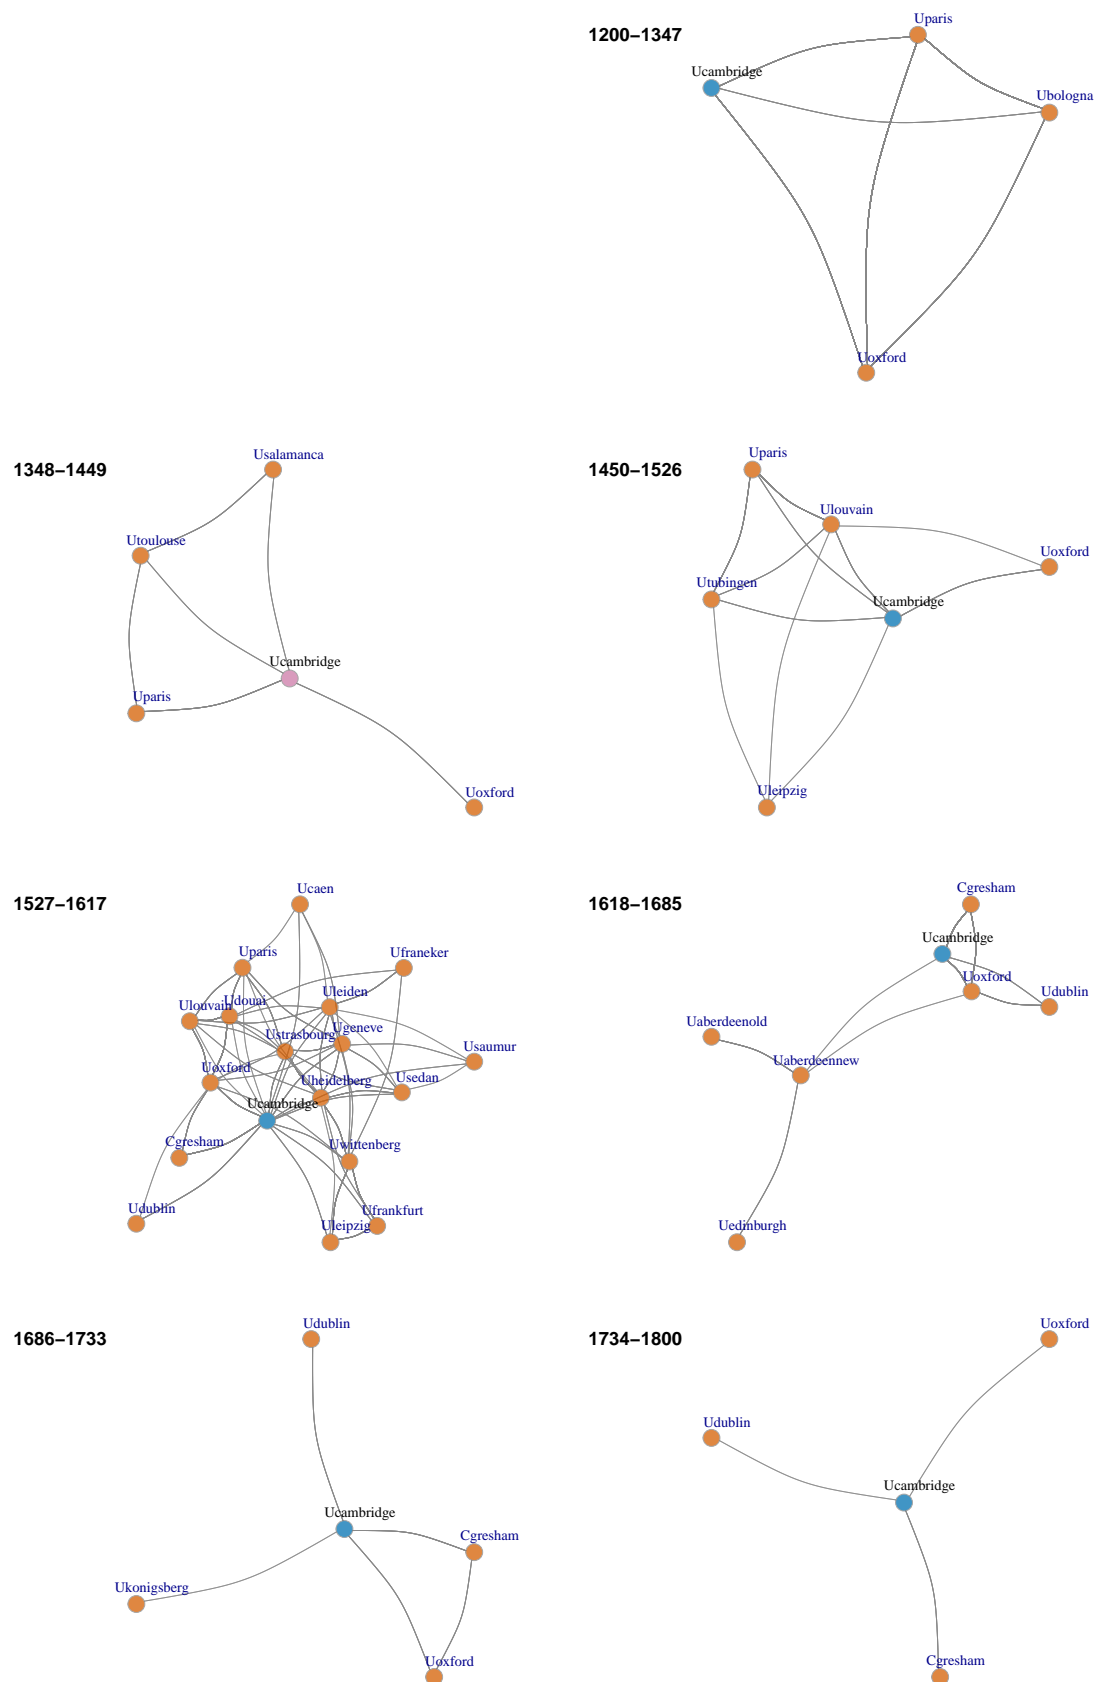 1200–1347
Uparis
Ucambridge
Ubologna
Uoxford
1348–1449
Usalamanca
Utoulouse
Ucambridge
Uparis
Uoxford
1450–1526
Uparis
Ulouvain
Uoxford
Utubingen
Ucambridge
Uleipzig
1527–1617
Ucaen
Uparis
Ufraneker
Uleiden
Ulouvain
Udouai
Ustrasbourg
Ugeneve
Usaumur
Uoxford
Uheidelberg
Usedan
Ucambridge
Cgresham
Uwittenberg
Udublin
Ufrankfurt
Uleipzig
1618–1685
Cgresham
Ucambridge
Uoxford
Udublin
Uaberdeenold
Uaberdeennew
Uedinburgh
1686–1733
Udublin
Ucambridge
Cgresham
Ukonigsberg
Uoxford
1734–1800
Uoxford
Udublin
Ucambridge
Cgresham